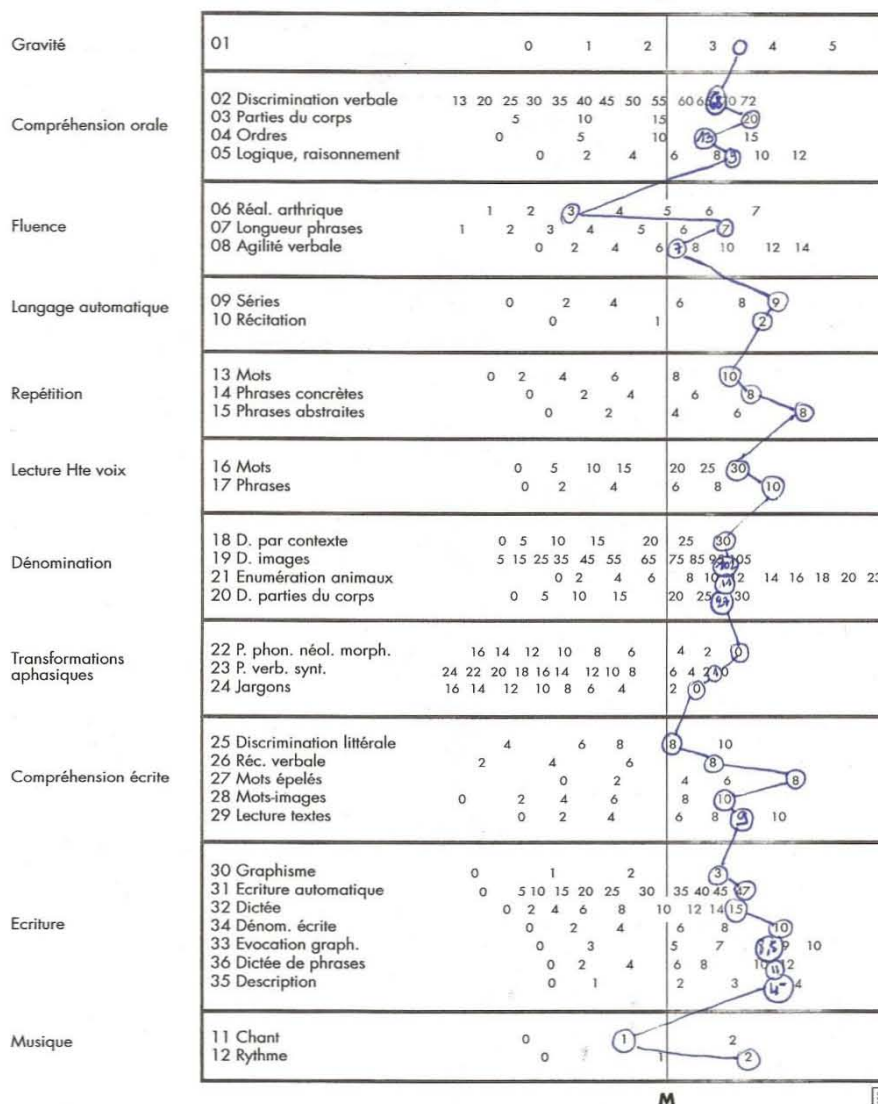 Gravité 01 0 1 2 3 4 5
Compréhension orale
02 Discrimination verbale 13 20 25 30 35 40 45 50 55 60 70 72
03 Parties du corps 5 10 15 20
04 Ordres 0 5 10 13 15
05 Logique, raisonnement 0 2 4 6 8 9 10 12
Fluence
06 Réal. arthrique 1 2 3 4 5 6 7
07 Longueur phrases 1 2 3 4 5 6 7
08 Agilité verbale 0 2 4 6 7 8 10 12 14
Langage automatique
09 Séries 0 2 4 6 8 9
10 Récitation 0 1 2
Repétition
13 Mots 0 2 4 6 8 10
14 Phrases concrètes 0 2 4 6 8
15 Phrases abstraites 0 2 4 6 8
Lecture Hte voix
16 Mots 0 5 10 15 20 25 30
17 Phrases 0 2 4 6 8 10
Dénomination
18 D. par contexte 0 5 10 15 20 25 30
19 D. images 5 15 25 35 45 55 65 75 85 105
21 Enumération animaux 0 2 4 6 8 10 11 14 16 18 20 23
20 D. parties du corps 0 5 10 15 20 25 27 30
Transformations aphasiques
22 P. phon. néol. morph. 16 14 12 10 8 6 4 2 0
23 P. verb. synt. 24 22 20 18 16 14 12 10 8 6 4 2 1 0
24 Jargons 16 14 12 10 8 6 4 2 0
Compréhension écrite
25 Discrimination littérale 4 6 8 8 10
26 Réc. verbale 2 4 6 8
27 Mots épelés 0 2 4 6 8
28 Mots-images 0 2 4 6 8 10
29 Lecture textes 0 2 4 6 8 9 10
Ecriture
30 Graphisme 0 1 2 3
31 Ecriture automatique 0 5 10 15 20 25 30 35 40 45 47
32 Dictée 0 2 4 6 8 10 12 14 15
34 Dénom. écrite 0 2 4 6 8 10
33 Evocation graph. 0 3 5 7 9 10
36 Dictée de phrases 0 2 4 6 8 10 11 12
35 Description 0 1 2 3 4 4
Musique
11 Chant 0 1 2
12 Rythme 0 1 2
M